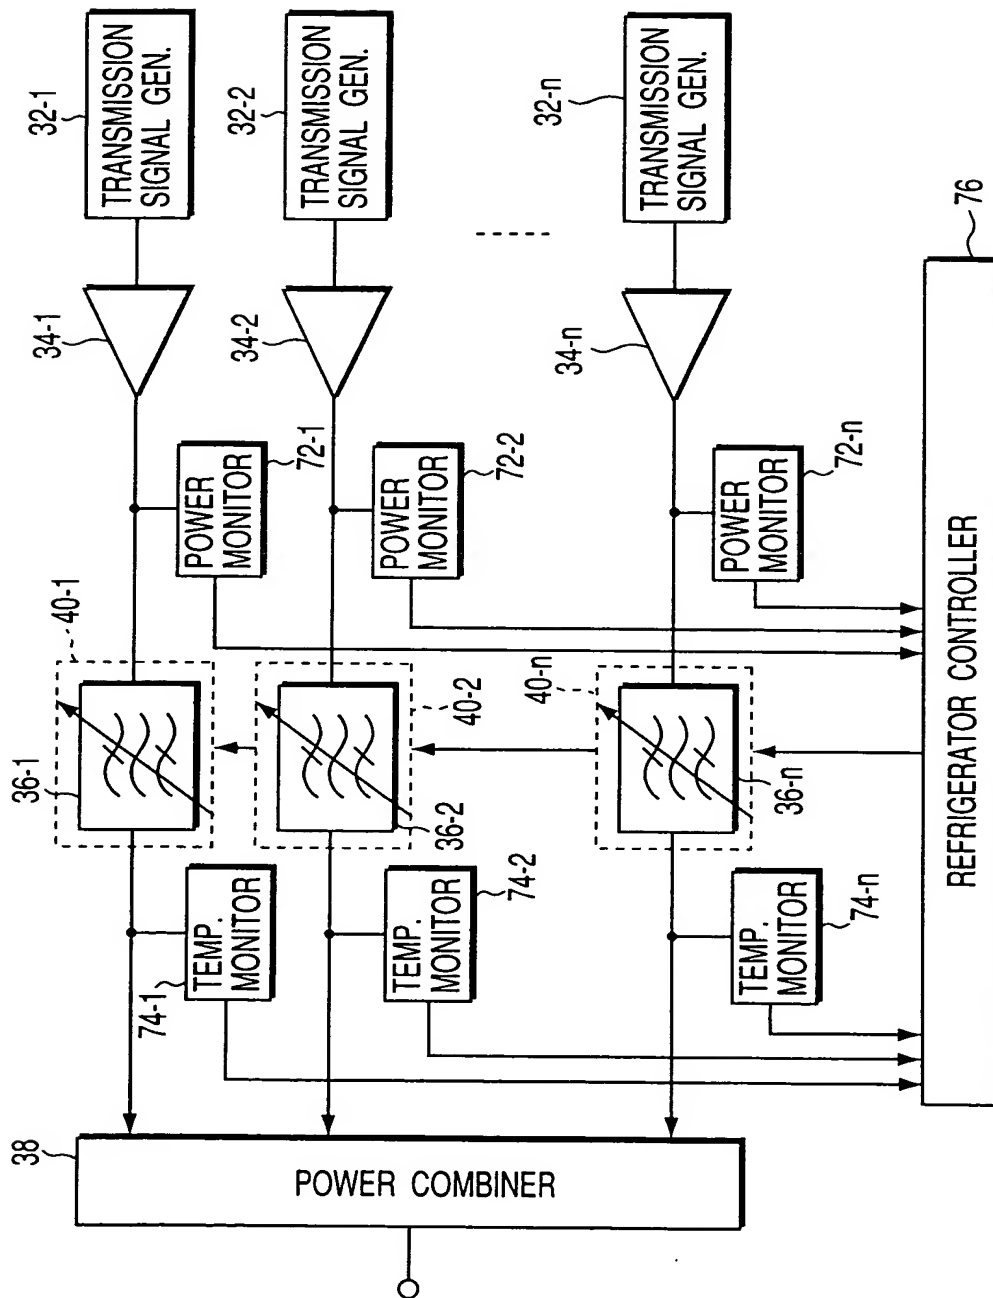 32-1
TRANSMISSION
SIGNAL GEN.
34-1
72-1
POWER
MONITOR
40-1
36-1
74-1
TEMP.
MONITOR
32-2
TRANSMISSION
SIGNAL GEN.
34-2
72-2
POWER
MONITOR
40-2
36-2
74-2
TEMP.
MONITOR
32-n
TRANSMISSION
SIGNAL GEN.
34-n
72-n
POWER
MONITOR
40-n
36-n
74-n
TEMP.
MONITOR
38
POWER COMBINER
76
REFRIGERATOR CONTROLLER